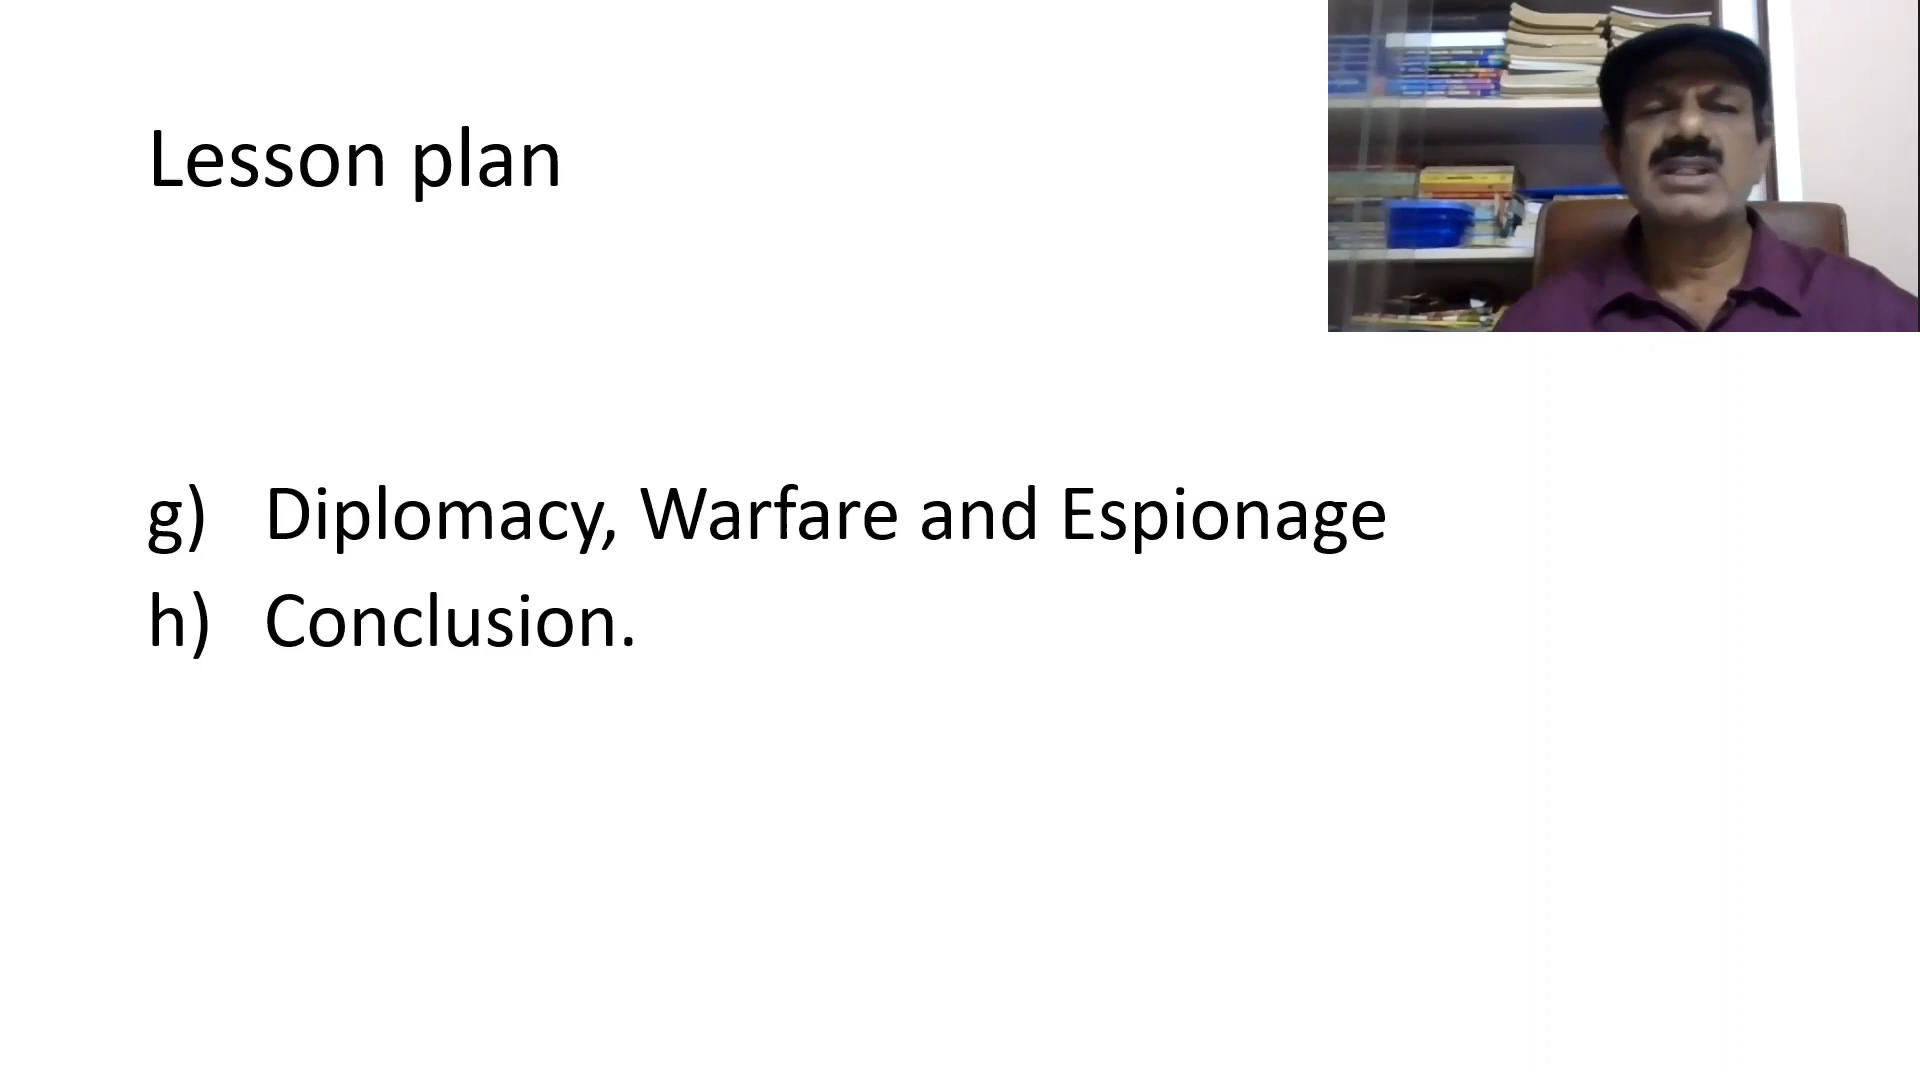 Lesson plan
g) Diplomacy, Warfare and Espionage
h) Conclusion.